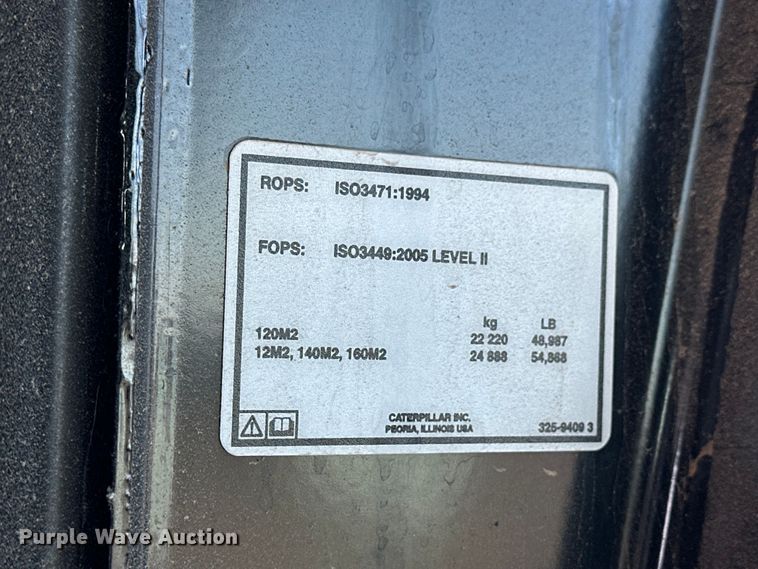 ROPS: ISO3471:1994
FOPS: ISO3449:2005 LEVEL II
kg LB
120M2 22 220 48,987
12M2, 140M2, 160M2 24 888 54,868
CATERPILLAR INC.
PEORIA, ILLINOIS USA
325-9409 3
Purple Wave Auction